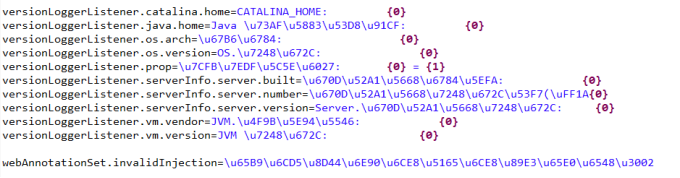 versionLoggerListener.catalina.home=CATALINA_HOME:         {0}
versionLoggerListener.java.home=Java \u73AF\u5883\u53D8\u91CF:         {0}
versionLoggerListener.os.arch=\u67B6\u6784:         {0}
versionLoggerListener.os.version=OS.\u7248\u672C:         {0}
versionLoggerListener.prop=\u7CFB\u7EDF\u5C5E\u6027:       {0} = {1}
versionLoggerListener.serverInfo.server.built=\u670D\u52A1\u5668\u6784\u5EFA:         {0}
versionLoggerListener.serverInfo.server.number=\u670D\u52A1\u5668\u7248\u672C\u53F7(\uFF1A{0}
versionLoggerListener.serverInfo.server.version=Server.\u670D\u52A1\u5668\u7248\u672C:     {0}
versionLoggerListener.vm.vendor=JVM.\u4F9B\u5E94\u5546:         {0}
versionLoggerListener.vm.version=JVM \u7248\u672C:         {0}
webAnnotationSet.invalidInjection=\u65B9\u6CD5\u8D44\u6E90\u6CE8\u5165\u6CE8\u89E3\u65E0\u6548\u3002